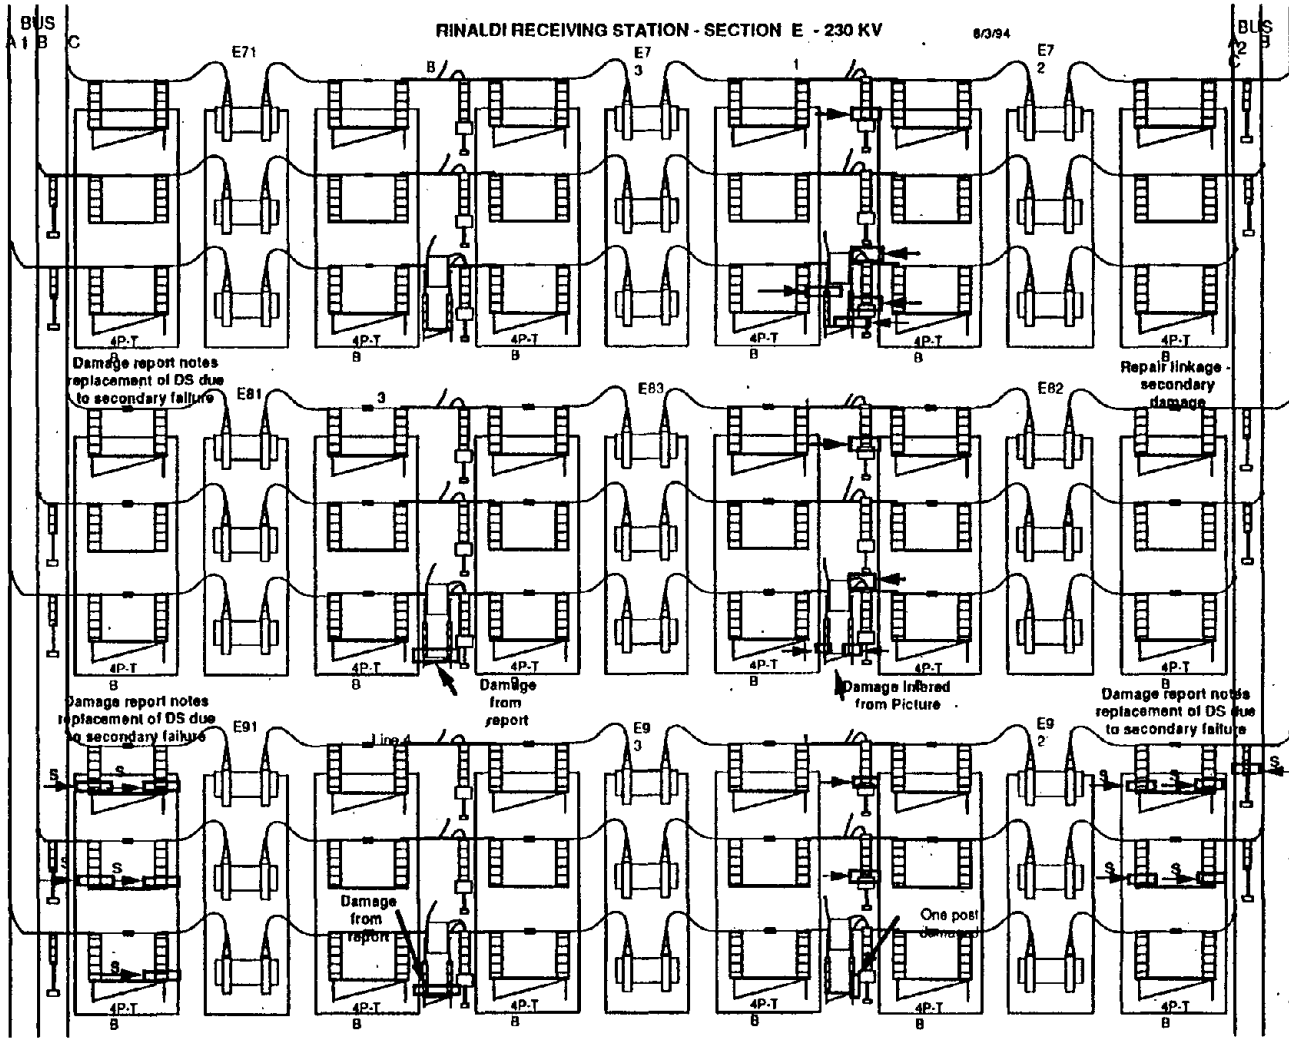 BUS
A 1 B C
RINALDI RECEIVING STATION - SECTION E - 230 KV
6/3/94
BUS
A2 B
C
E71
B
E7
3
1
E7
2
4P-T
B
4P-T
B
4P-T
B
4P-T
B
4P-T
B
4P-T
B
Damage report notes
replacement of DS due
to secondary failure
Repair linkage -
secondary
damage
E81
3
E83
E82
4P-T
B
4P-T
B
4P-T
B
4P-T
B
4P-T
B
4P-T
B
Damage
from
report
Damage Infered
from Picture
Damage report notes
replacement of DS due
to secondary failure
Damage report notes
replacement of DS due
to secondary failure
E91
Line 4
E9
3
E9
2
S S
S S S
S S
S S
Damage
from
report
One post
damaged
S
4P-T
B
4P-T
B
4P-T
B
4P-T
B
4P-T
B
4P-T
B